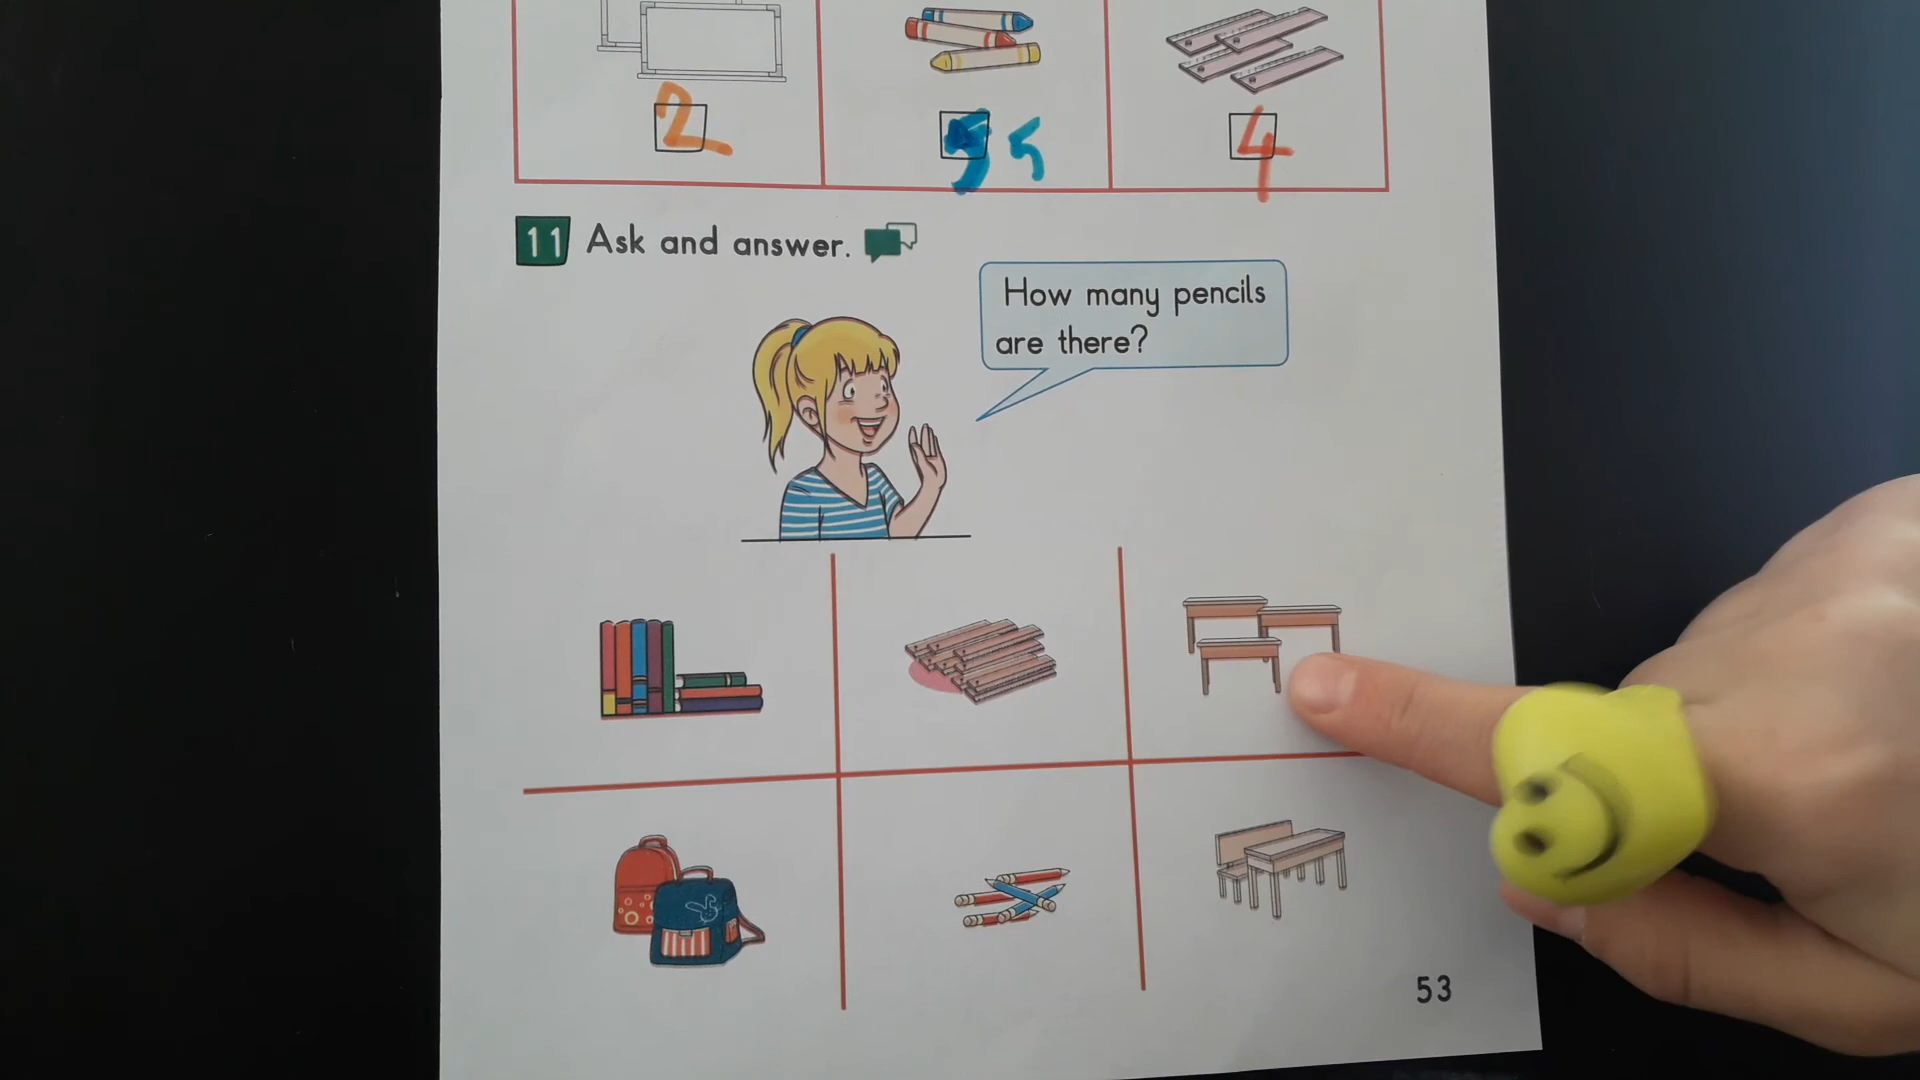 2
5 5
4
11 Ask and answer.
How many pencils
are there?
53